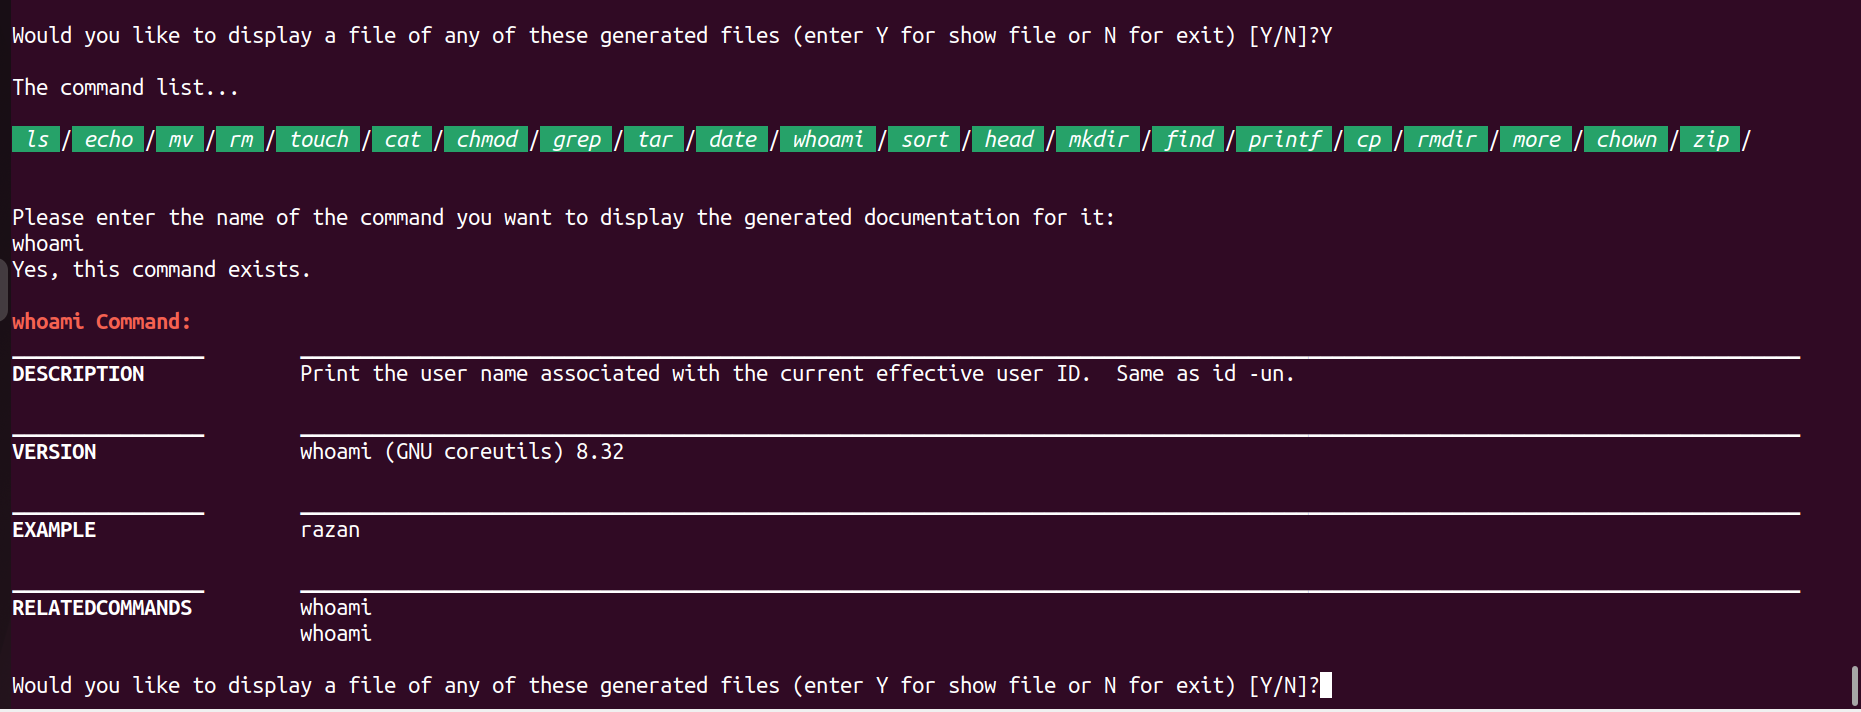 Would you like to display a file of any of these generated files (enter Y for show file or N for exit) [Y/N]?Y
The command list...
ls / echo / mv / rm / touch / cat / chmod / grep / tar / date / whoami / sort / head / mkdir / find / printf / cp / rmdir / more / chown / zip /
Please enter the name of the command you want to display the generated documentation for it:
whoami
Yes, this command exists.
whoami Command:
DESCRIPTION Print the user name associated with the current effective user ID.  Same as id -un.
VERSION whoami (GNU coreutils) 8.32
EXAMPLE razan
RELATEDCOMMANDS whoami
whoami
Would you like to display a file of any of these generated files (enter Y for show file or N for exit) [Y/N]?